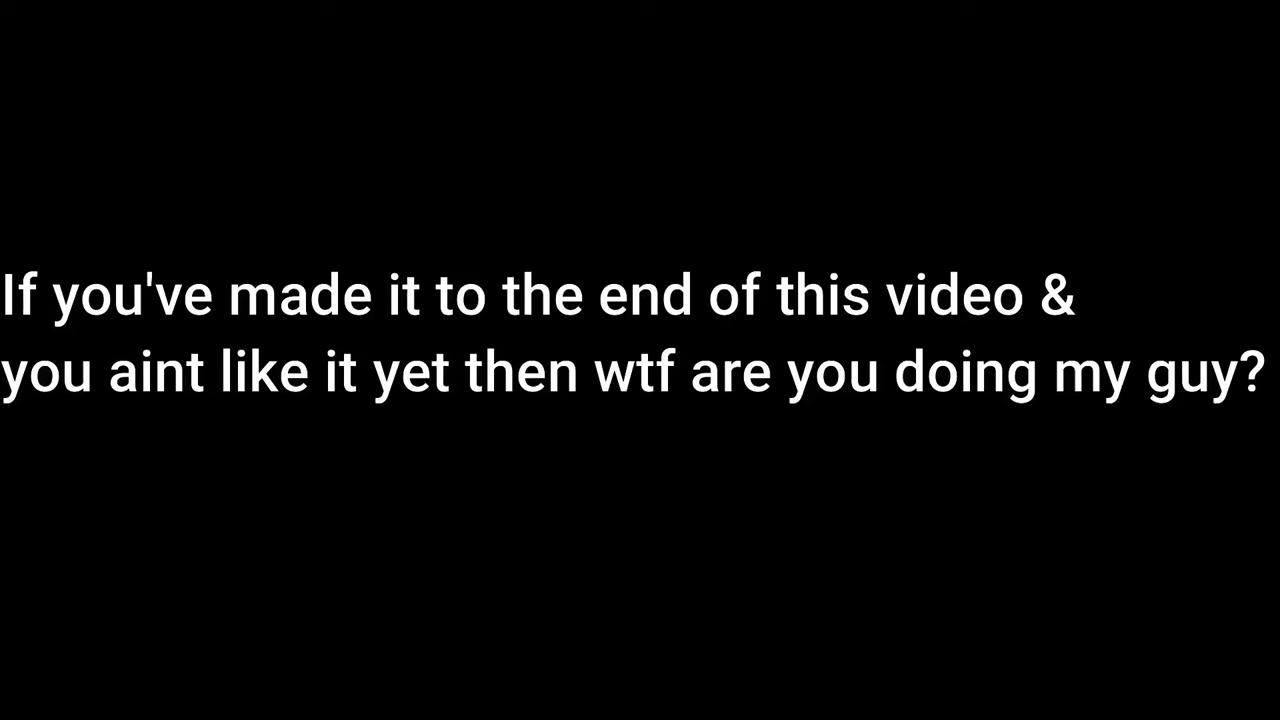 If you've made it to the end of this video &
you aint like it yet then wtf are you doing my guy?